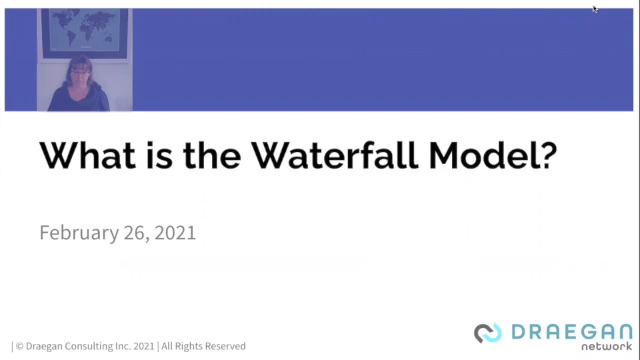 What is the Waterfall Model?
February 26, 2021
| © Draegan Consulting Inc. 2021 | All Rights Reserved
DRAEGAN
network